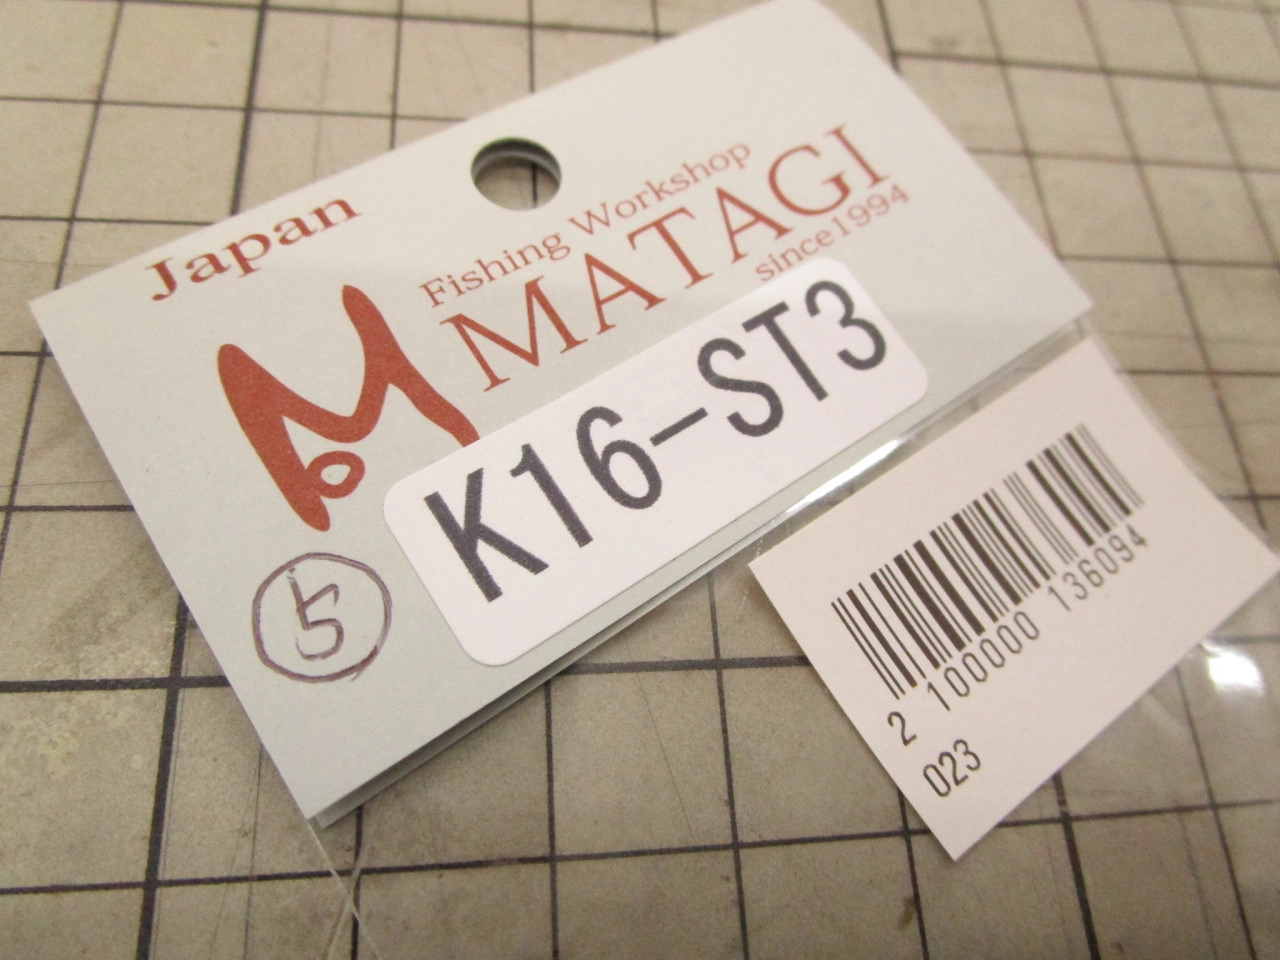 Japan
Fishing Workshop
MATAGI
since1994
K16-ST3
5
2 100000 136094
023